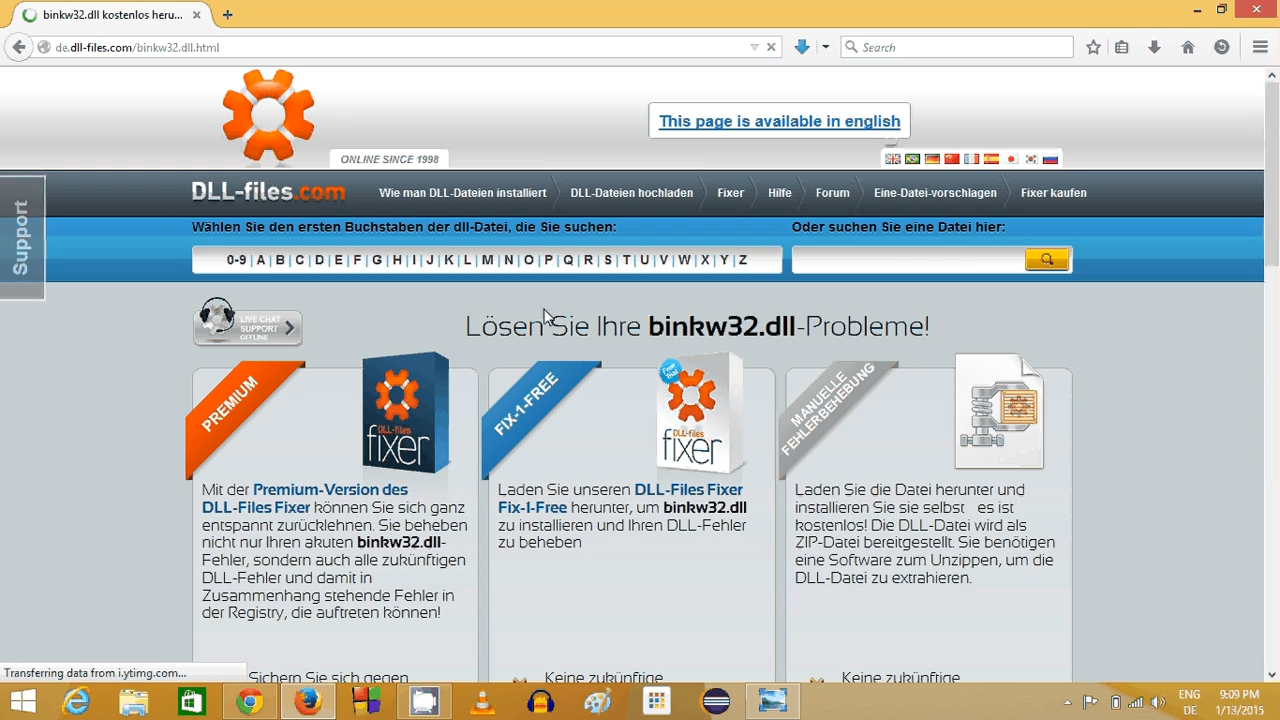 binkw32.dll kostenlos heru...
de.dll-files.com/binkw32.dll.html
Search
This page is available in english
ONLINE SINCE 1998
DLL-files.com
Wie man DLL-Dateien installiert
DLL-Dateien hochladen
Fixer
Hilfe
Forum
Eine-Datei-vorschlagen
Fixer kaufen
Support
Wählen Sie den ersten Buchstaben der dll-Datei, die Sie suchen:
Oder suchen Sie eine Datei hier:
0-9 | A | B | C | D | E | F | G | H | I | J | K | L | M | N | O | P | Q | R | S | T | U | V | W | X | Y | Z
LIVE CHAT
SUPPORT
OFFLINE
Lösen Sie Ihre binkw32.dll-Probleme!
PREMIUM
DLL-files
fixer
Mit der Premium-Version des
DLL-Files Fixer können Sie sich ganz
entspannt zurücklehnen. Sie beheben
nicht nur Ihren akuten binkw32.dll-
Fehler, sondern auch alle zukünftigen
DLL-Fehler und damit in
Zusammenhang stehende Fehler in
der Registry, die auftreten können!
Sichern Sie sich gegen
FIX-1-FREE
Free
Trial
DLL-files
fixer
Laden Sie unseren DLL-Files Fixer
Fix-1-Free herunter, um binkw32.dll
zu installieren und Ihren DLL-Fehler
zu beheben
Keine zukünftige
MANUELLE
FEHLERBEHEBUNG
Laden Sie die Datei herunter und
installieren Sie sie selbst es ist
kostenlos! Die DLL-Datei wird als
ZIP-Datei bereitgestellt. Sie benötigen
eine Software zum Unzippen, um die
DLL-Datei zu extrahieren.
Keine zukünftige
Transferring data from i.ytimg.com...
ENG
DE
9:09 PM
1/13/2015